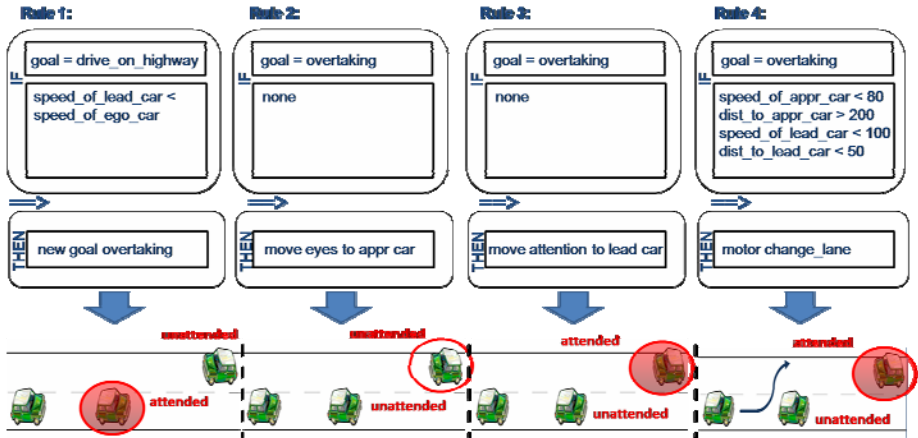 Rule 1:
IF
goal = drive_on_highway
speed_of_lead_car <
speed_of_ego_car
THEN
new goal overtaking
unattended
attended
Rule 2:
IF
goal = overtaking
none
THEN
move eyes to appr car
unattended
unattended
Rule 3:
IF
goal = overtaking
none
THEN
move attention to lead car
attended
unattended
Rule 4:
IF
goal = overtaking
speed_of_appr_car < 80
dist_to_appr_car > 200
speed_of_lead_car < 100
dist_to_lead_car < 50
THEN
motor change_lane
attended
unattended